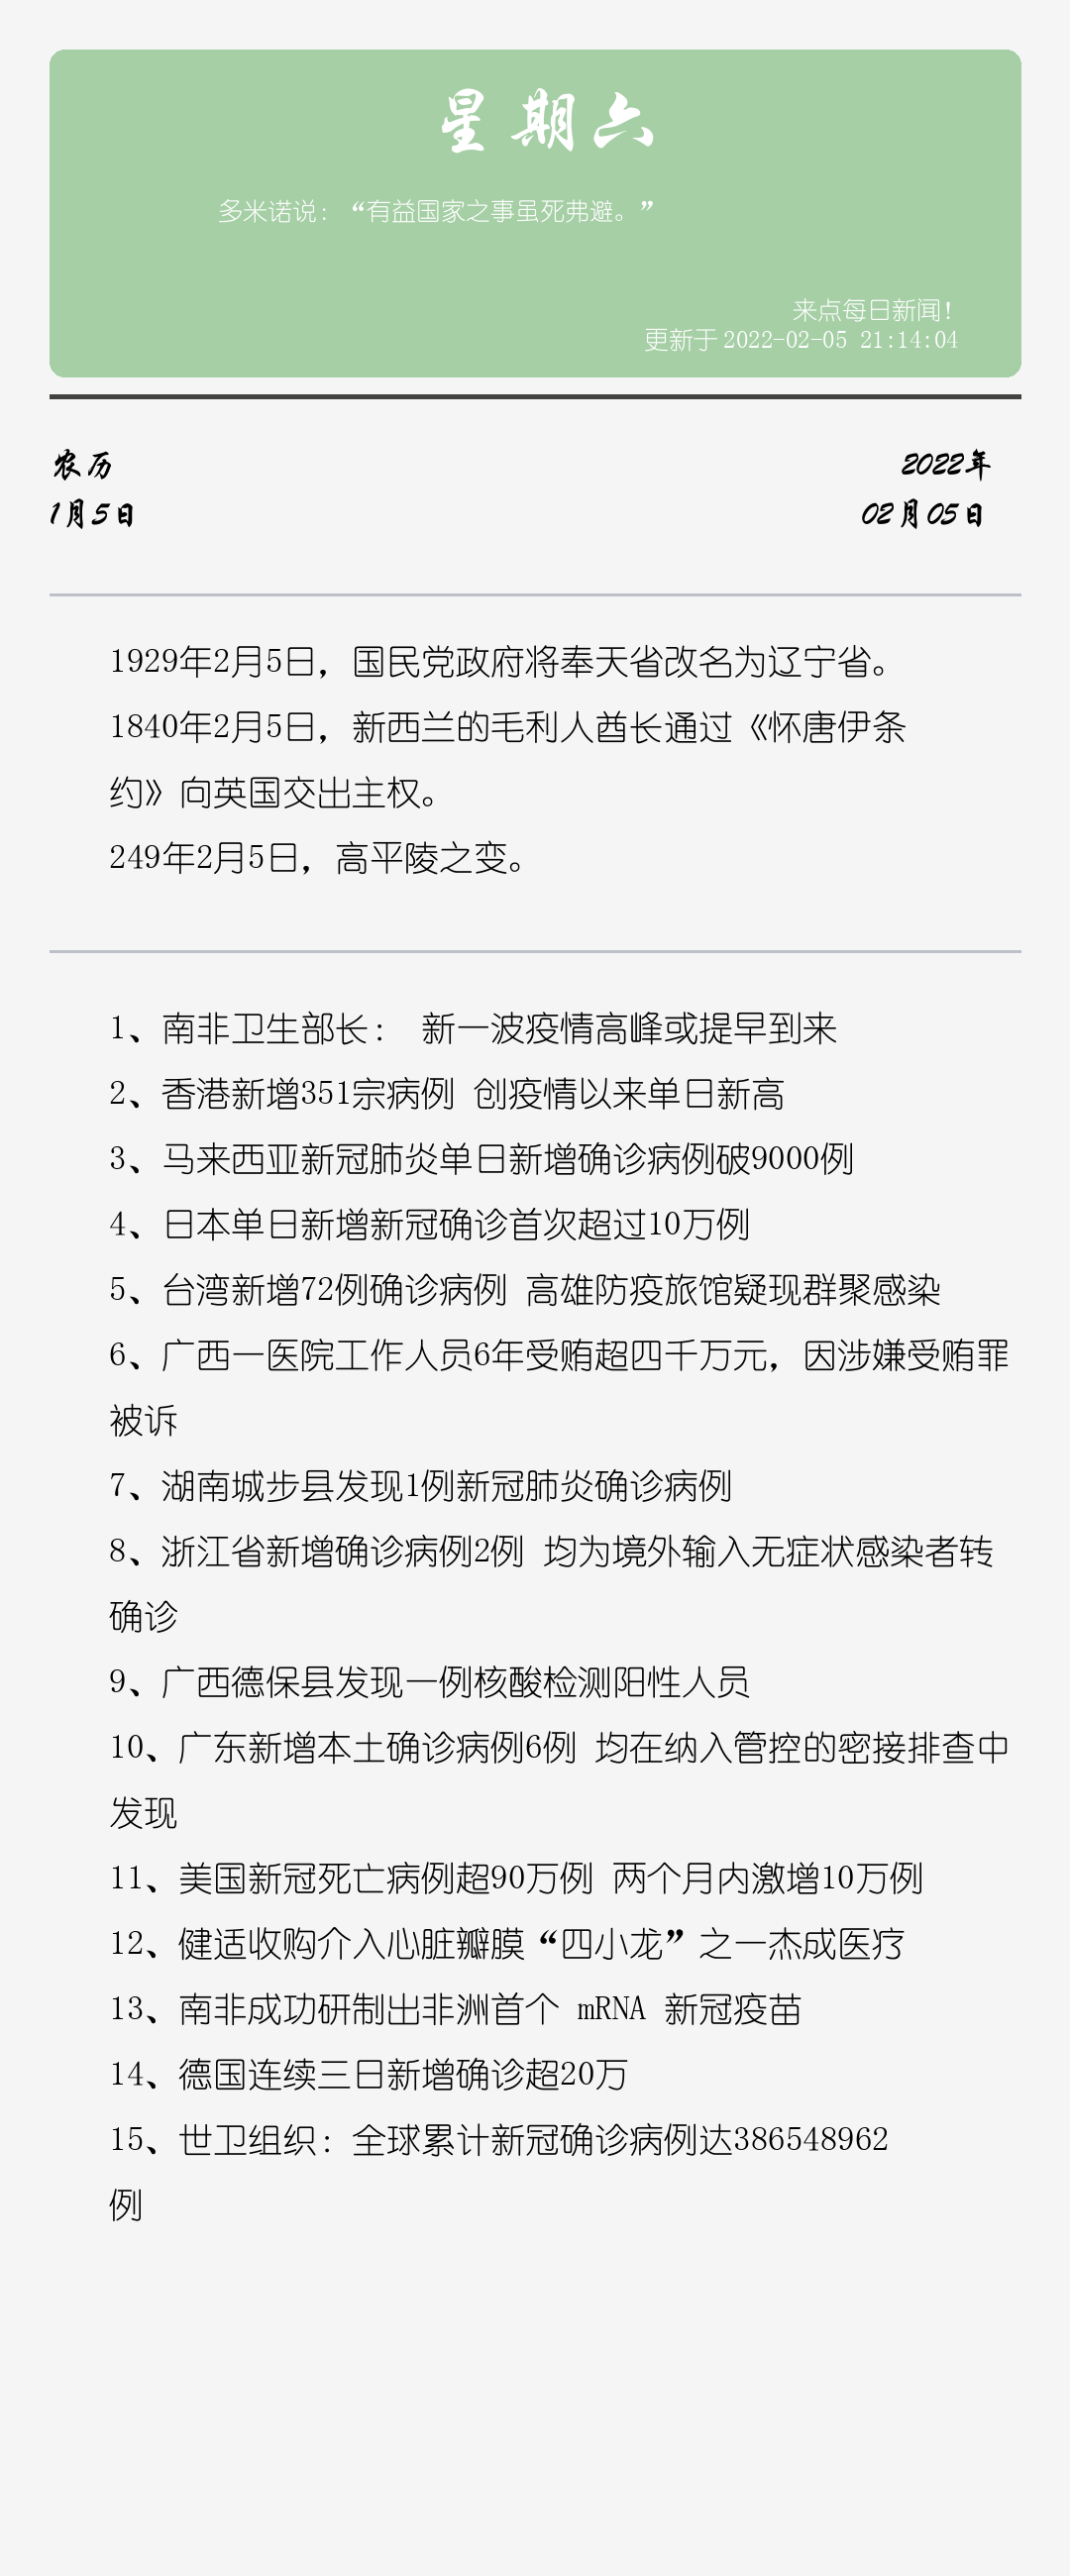 星期六
多米诺说：“有益国家之事虽死弗避。”
来点每日新闻！
更新于2022-02-05 21:14:04
农历
2022年
1月5日
02月05日
1929年2月5日，国民党政府将奉天省改名为辽宁省。
1840年2月5日，新西兰的毛利人酋长通过《怀唐伊条
约》向英国交出主权。
249年2月5日，高平陵之变。
1、南非卫生部长： 新一波疫情高峰或提早到来
2、香港新增351宗病例 创疫情以来单日新高
3、马来西亚新冠肺炎单日新增确诊病例破9000例
4、日本单日新增新冠确诊首次超过10万例
5、台湾新增72例确诊病例 高雄防疫旅馆疑现群聚感染
6、广西一医院工作人员6年受贿超四千万元，因涉嫌受贿罪
被诉
7、湖南城步县发现1例新冠肺炎确诊病例
8、浙江省新增确诊病例2例 均为境外输入无症状感染者转
确诊
9、广西德保县发现一例核酸检测阳性人员
10、广东新增本土确诊病例6例 均在纳入管控的密接排查中
发现
11、美国新冠死亡病例超90万例 两个月内激增10万例
12、健适收购介入心脏瓣膜“四小龙”之一杰成医疗
13、南非成功研制出非洲首个 mRNA 新冠疫苗
14、德国连续三日新增确诊超20万
15、世卫组织：全球累计新冠确诊病例达386548962
例